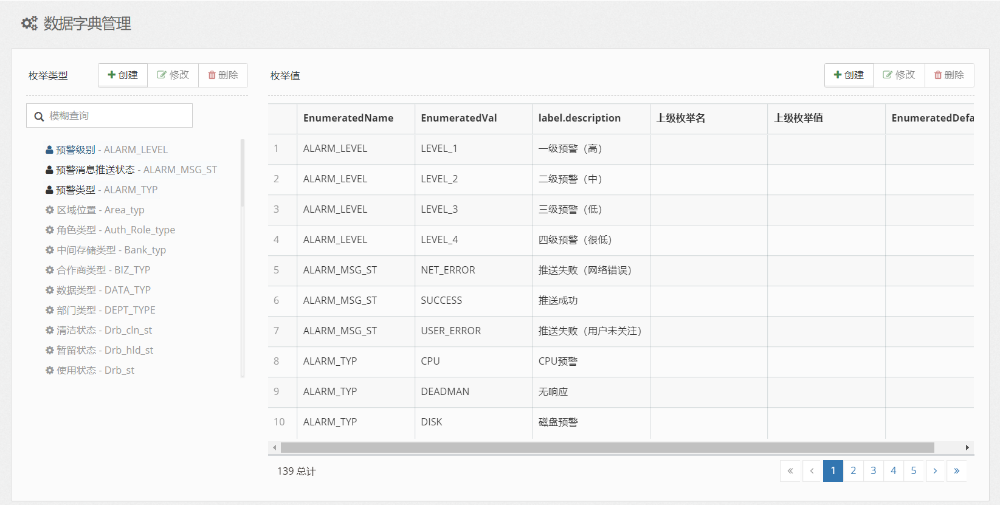 数据字典管理
枚举类型 创建 修改 删除
模糊查询
预警级别 - ALARM_LEVEL
预警消息推送状态 - ALARM_MSG_ST
预警类型 - ALARM_TYP
区域位置 - Area_typ
角色类型 - Auth_Role_type
中间存储类型 - Bank_typ
合作商类型 - BIZ_TYP
数据类型 - DATA_TYP
部门类型 - DEPT_TYPE
清洁状态 - Drb_cln_st
暂留状态 - Drb_hld_st
使用状态 - Drb_st
枚举值 创建 修改 删除
EnumeratedName EnumeratedVal label.description 上级枚举名 上级枚举值 EnumeratedDefa
1 ALARM_LEVEL LEVEL_1 一级预警（高）
2 ALARM_LEVEL LEVEL_2 二级预警（中）
3 ALARM_LEVEL LEVEL_3 三级预警（低）
4 ALARM_LEVEL LEVEL_4 四级预警（很低）
5 ALARM_MSG_ST NET_ERROR 推送失败（网络错误）
6 ALARM_MSG_ST SUCCESS 推送成功
7 ALARM_MSG_ST USER_ERROR 推送失败（用户未关注）
8 ALARM_TYP CPU CPU预警
9 ALARM_TYP DEADMAN 无响应
10 ALARM_TYP DISK 磁盘预警
139 总计 « ‹ 1 2 3 4 5 › »